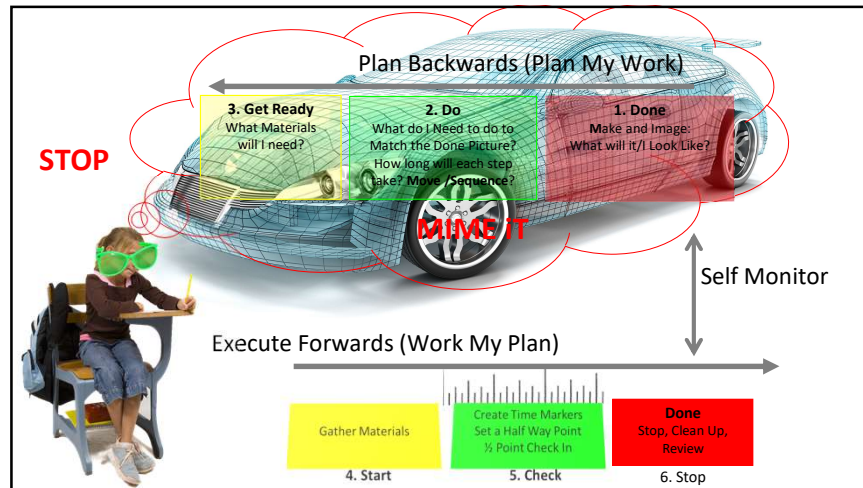 Plan Backwards (Plan My Work)
3. Get Ready
What Materials
will I need?
2. Do
What do I Need to do to
Match the Done Picture?
How long will each step
take? Move /Sequence?
1. Done
Make and Image:
What will it/I Look Like?
STOP
MIME iT
Self Monitor
Execute Forwards (Work My Plan)
Gather Materials
4. Start
Create Time Markers
Set a Half Way Point
½ Point Check In
5. Check
Done
Stop, Clean Up,
Review
6. Stop